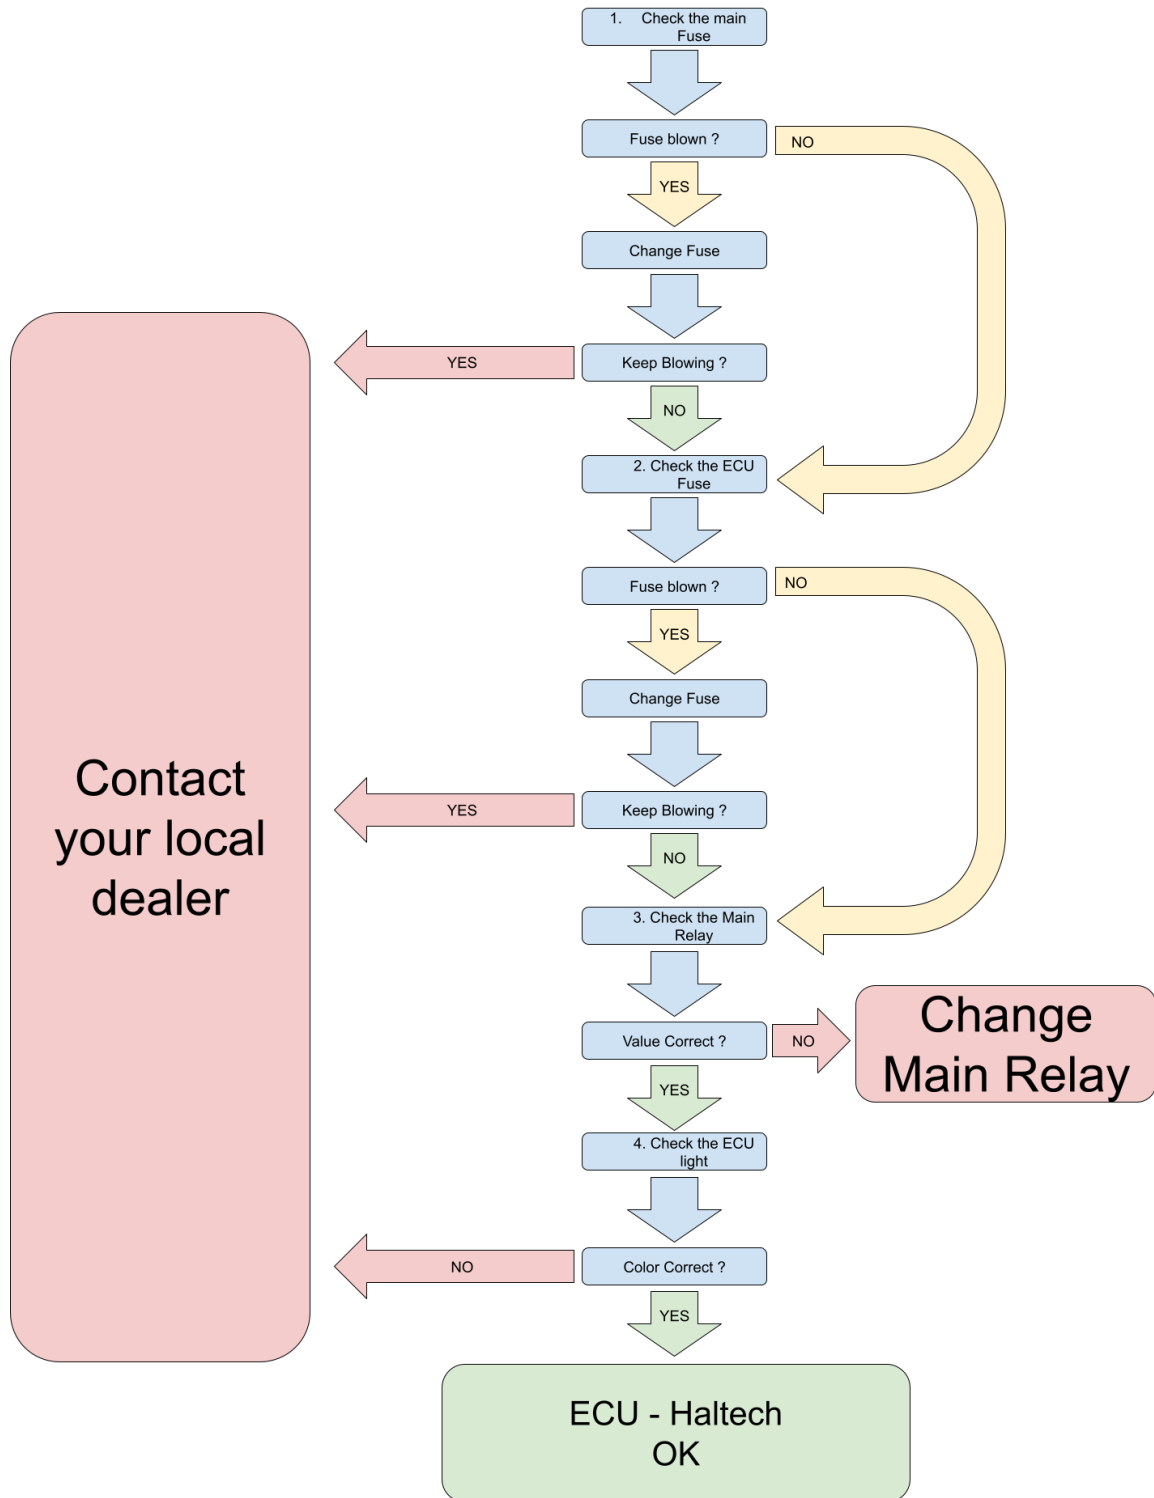 1. Check the main
Fuse
Fuse blown ?
NO
YES
Change Fuse
Keep Blowing ?
YES
NO
2. Check the ECU
Fuse
Fuse blown ?
NO
YES
Change Fuse
Keep Blowing ?
YES
NO
3. Check the Main
Relay
Value Correct ?
NO
Change
Main Relay
YES
4. Check the ECU
light
Color Correct ?
NO
YES
Contact
your local
dealer
ECU - Haltech
OK